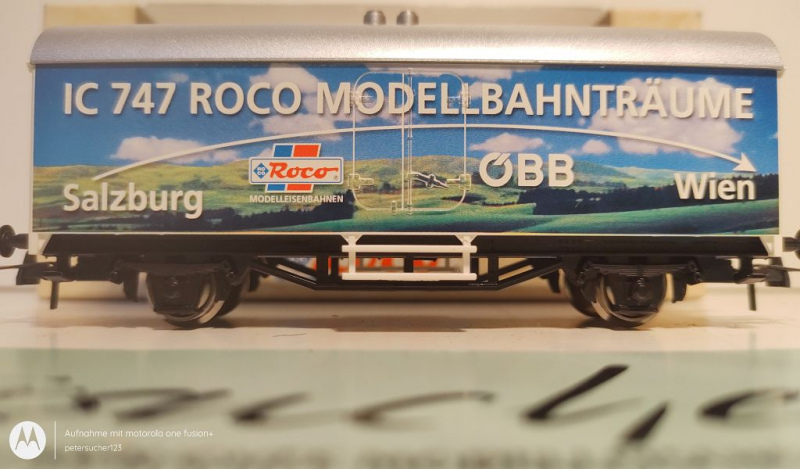 IC 747 ROCO MODELLBAHNTRÄUME
Roco
MODELLEISENBAHNEN
ÖBB
Salzburg
Wien
Aufnahme mit motorola one fusion+
petersucher123